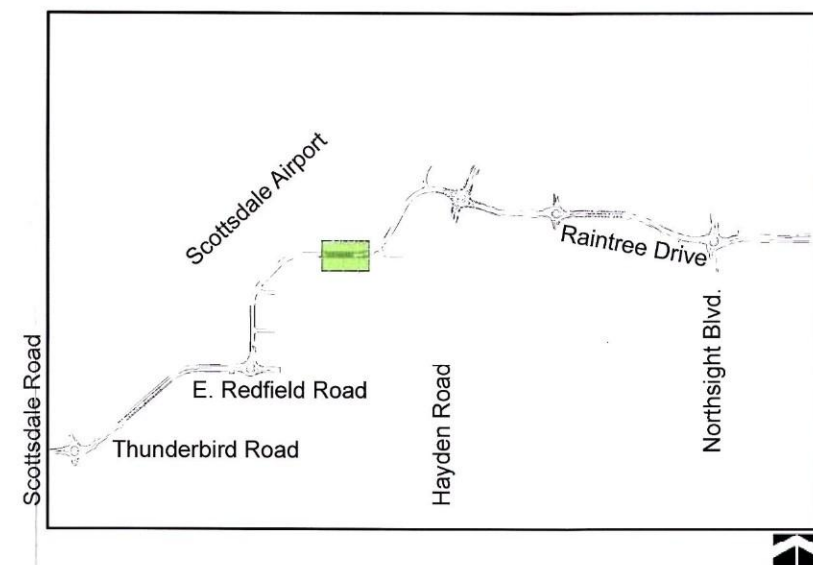 Scottsdale Airport
Raintree Drive
E. Redfield Road
Thunderbird Road
Scottsdale Road
Hayden Road
Northsight Blvd.